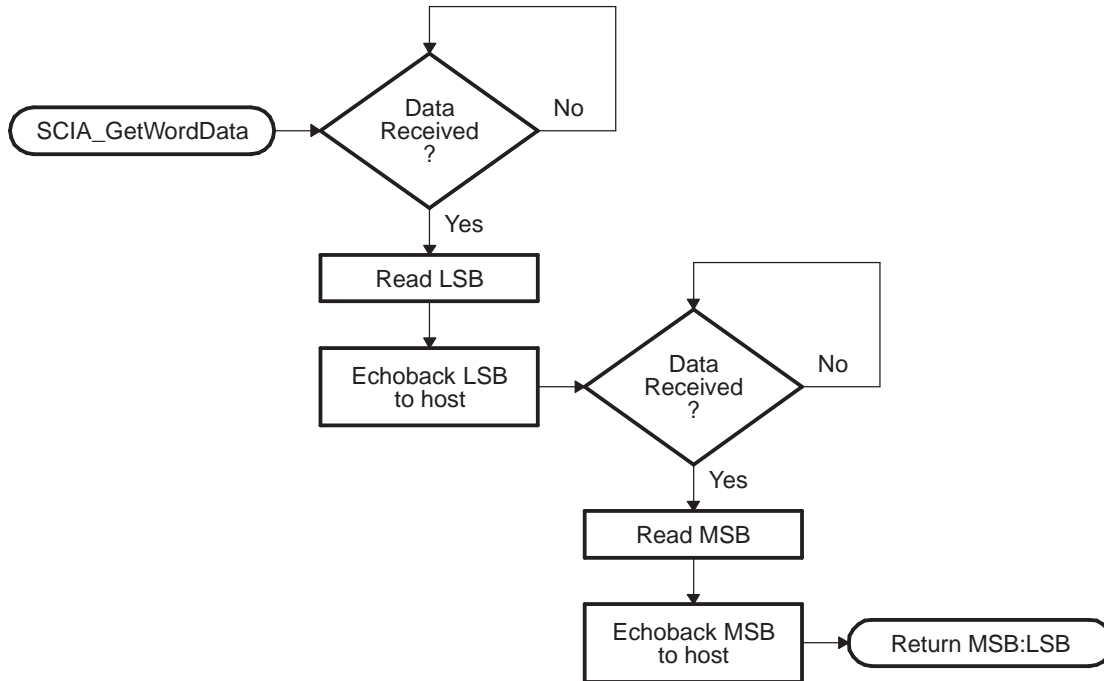 SCIA_GetWordData
Data
Received
?
No
Yes
Read LSB
Echoback LSB
to host
Data
Received
?
No
Yes
Read MSB
Echoback MSB
to host
Return MSB:LSB